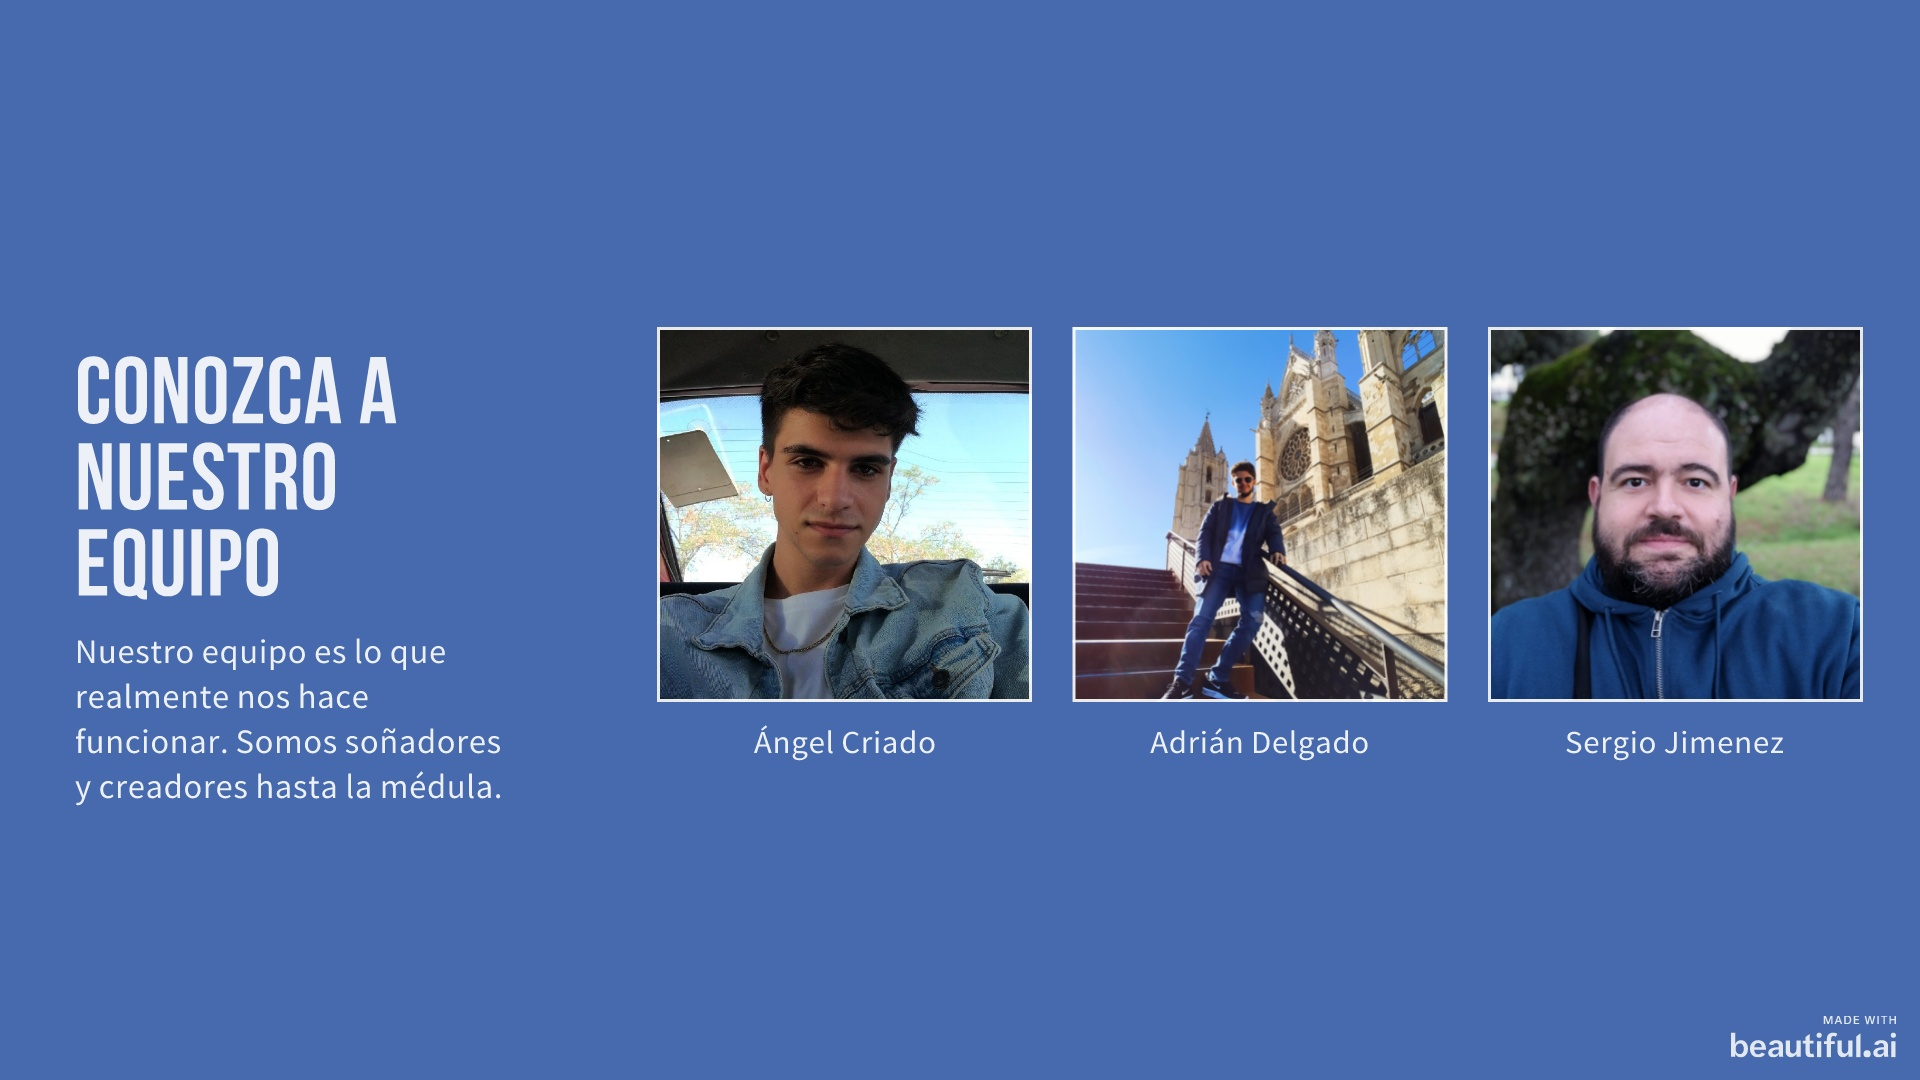 CONOZCA A
NUESTRO
EQUIPO
Nuestro equipo es lo que
realmente nos hace
funcionar. Somos soñadores
y creadores hasta la médula.
Ángel Criado
Adrián Delgado
Sergio Jimenez
MADE WITH
beautiful.ai